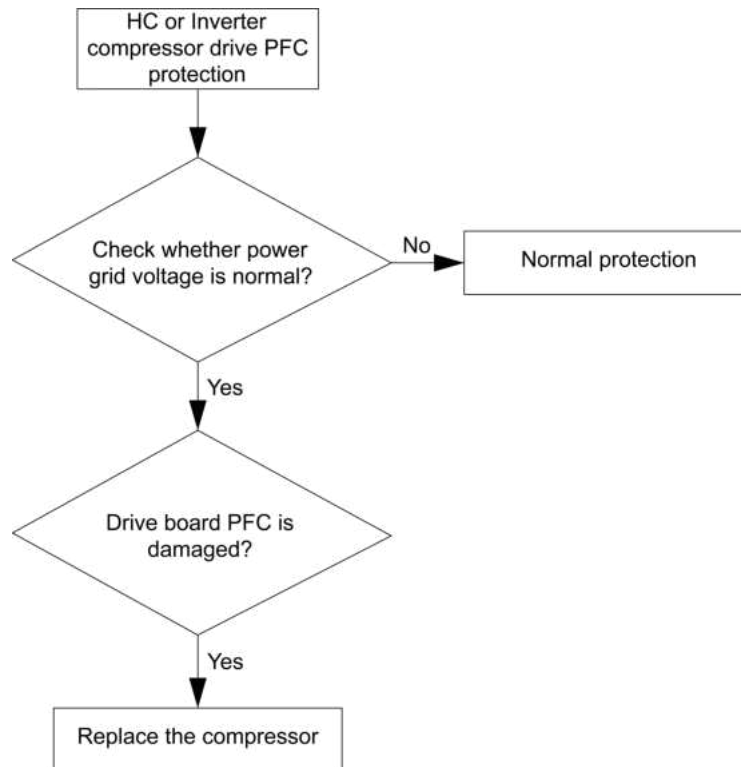 HC or Inverter
compressor drive PFC
protection
Check whether power
grid voltage is normal?
No
Normal protection
Yes
Drive board PFC is
damaged?
Yes
Replace the compressor